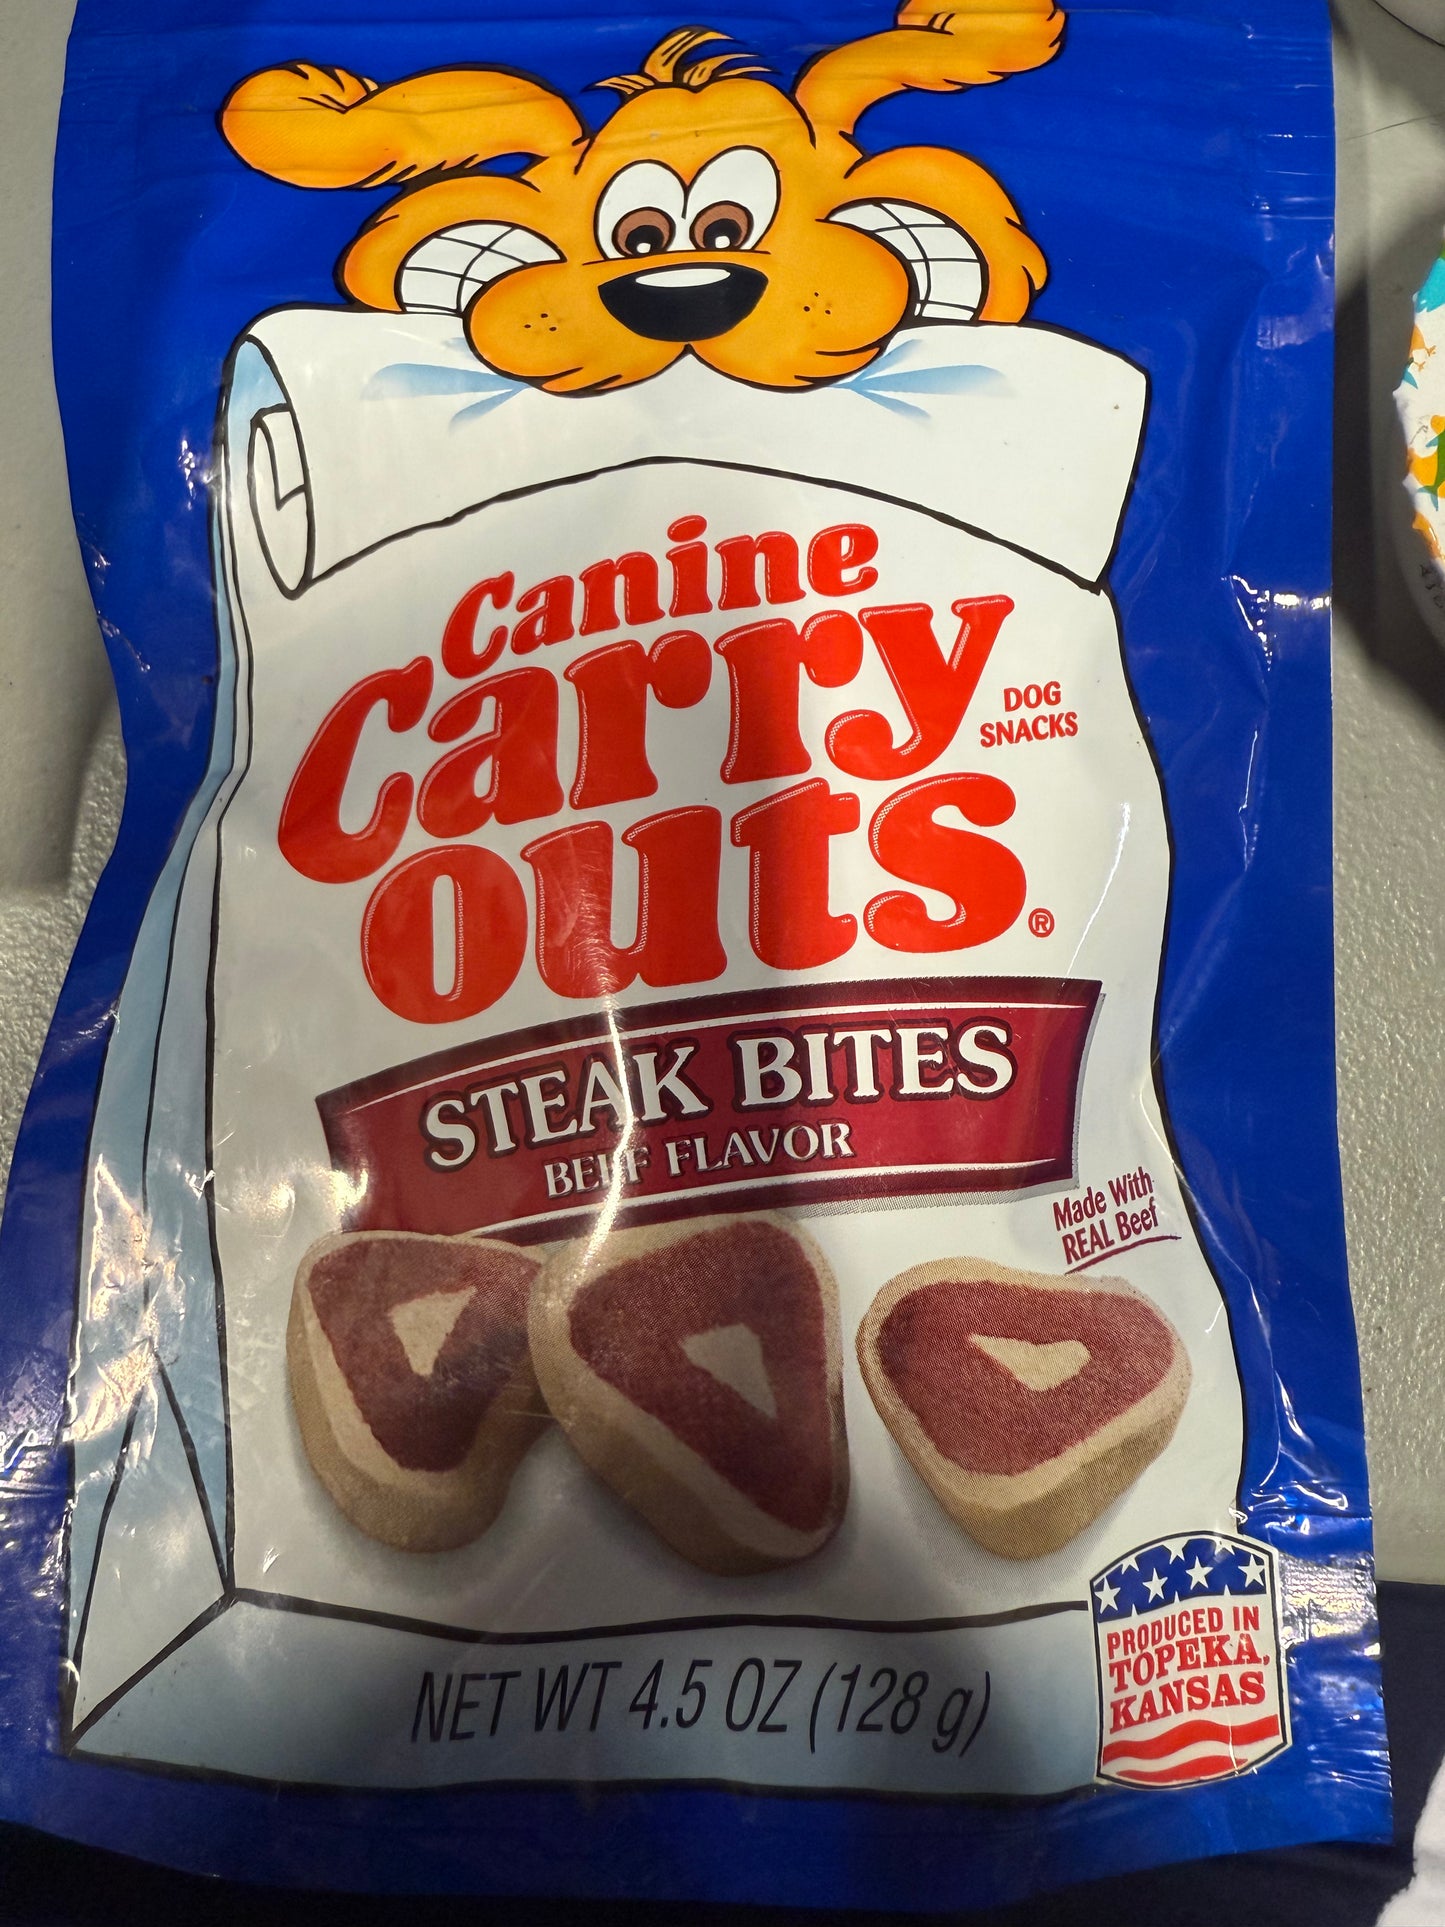 Canine
Carry
outs®
DOG
SNACKS
STEAK BITES
BEEF FLAVOR
Made With
REAL Beef
NET WT 4.5 OZ (128 g)
PRODUCED IN
TOPEKA,
KANSAS